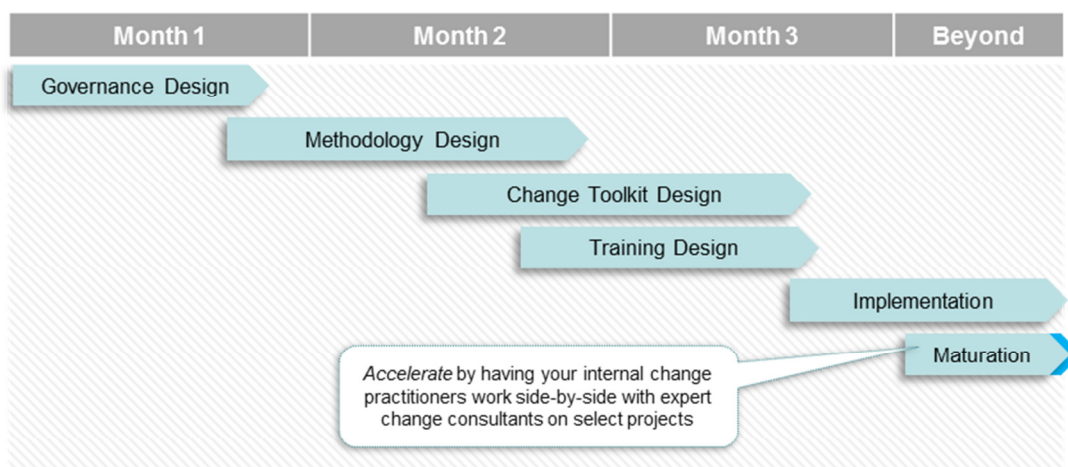 Month 1 Month 2 Month 3 Beyond
Governance Design
Methodology Design
Change Toolkit Design
Training Design
Implementation
Maturation
Accelerate by having your internal change
practitioners work side-by-side with expert
change consultants on select projects